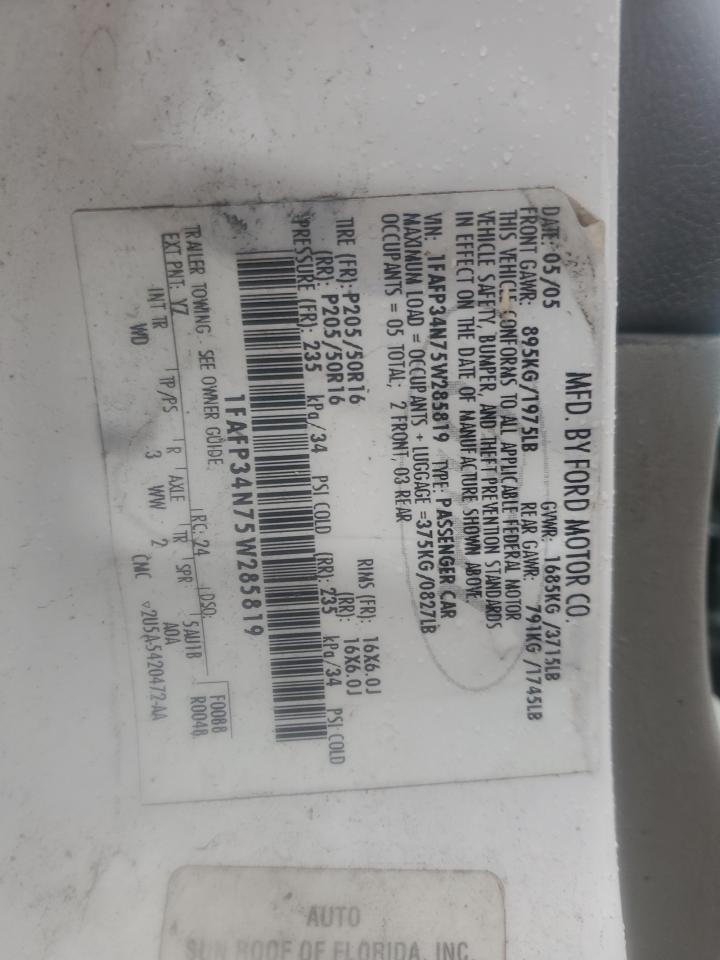 MFD. BY FORD MOTOR CO.
DATE: 05/05 GVWR: 1685KG/3715LB
FRONT GAWR: 895KG/1975LB REAR GAWR: 791KG/1745LB
THIS VEHICLE CONFORMS TO ALL APPLICABLE FEDERAL MOTOR
VEHICLE SAFETY, BUMPER, AND THEFT PREVENTION STANDARDS
IN EFFECT ON THE DATE OF MANUFACTURE SHOWN ABOVE
VIN: 1FAFP34N75W285819 TYPE: PASSENGER CAR
MAXIMUM LOAD = OCCUPANTS + LUGGAGE =375KG/0827LB
OCCUPANTS = 05 TOTAL; 2 FRONT, 03 REAR
TIRE (FR): P205/50R16 RIMS (FR): 16X6.0J
(RR): P205/50R16 (RR): 16X6.0J
PRESSURE (FR): 235 kPa/34 PSI COLD (RR): 235 kPa/34 PSI COLD
1FAFP34N75W285819
TRAILER TOWING - SEE OWNER GUIDE
EXT PNT: YZ RC: 24 DSO: F0088
R0048
INT TR TP/PS R AXLE TR SPR 5AU1B
WD 3 WW 2 A0A
CMC V2U5A5420472-AA
AUTO
SUN ROOF OF FLORIDA, INC.